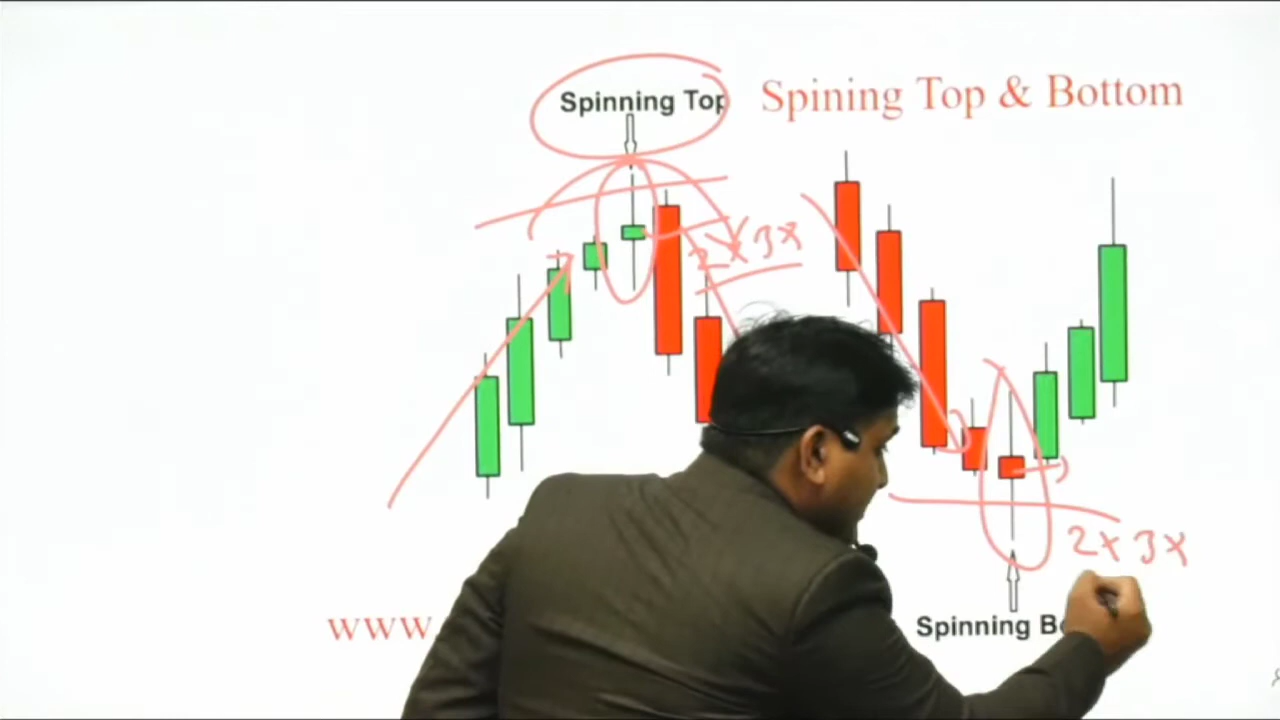 Spinning Top
Spining Top & Bottom
2x 3x
2x 3x
www.
Spinning